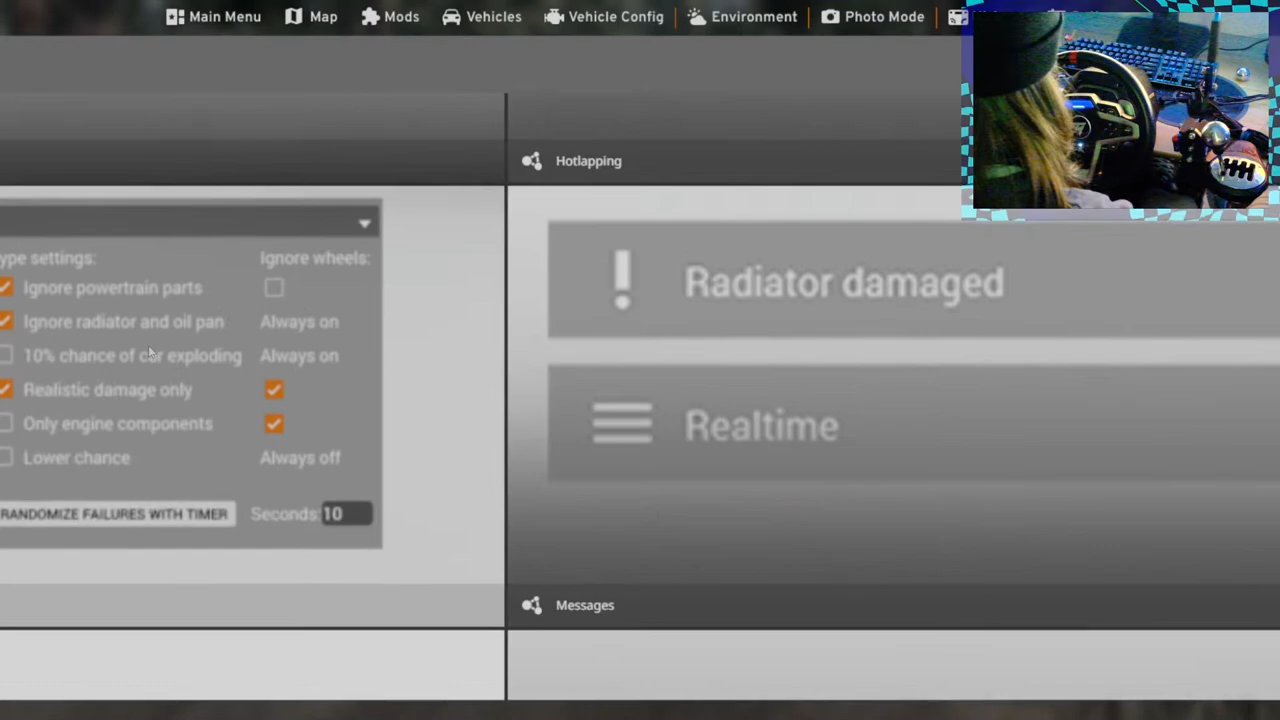 Main Menu Map Mods Vehicles Vehicle Config Environment Photo Mode
Hotlapping
ype settings: Ignore wheels:
Ignore powertrain parts
Ignore radiator and oil pan Always on
10% chance of car exploding Always on
Realistic damage only
Only engine components
Lower chance Always off
RANDOMIZE FAILURES WITH TIMER Seconds: 10
Radiator damaged
Realtime
Messages